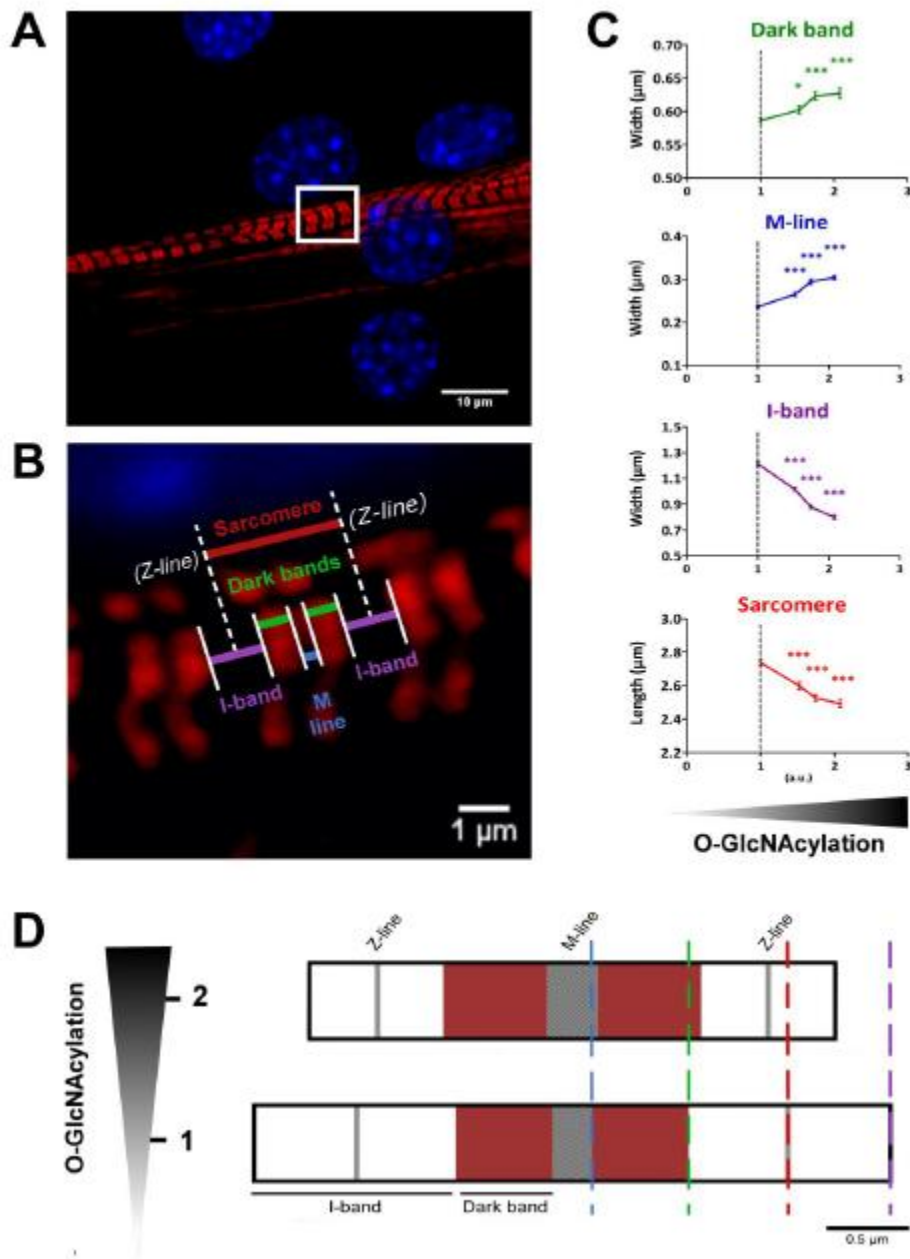 A
10 µm
B
(Z-line)
Sarcomere
(Z-line)
Dark bands
I-band
M
line
I-band
1 µm
C
Dark band
Width (µm)
0.70
0.65
0.60
0.55
0.50
* *** ***
0 1 2 3
M-line
Width (µm)
0.4
0.3
0.2
0.1
*** *** ***
0 1 2 3
I-band
Width (µm)
1.5
1.3
1.1
0.9
0.7
0.5
*** *** ***
0 1 2 3
Sarcomere
Length (µm)
3.0
2.8
2.6
2.4
2.2
*** *** ***
0 1 2 3
(a.u.)
O-GlcNAcylation
D
O-GlcNAcylation
2
1
Z-line
M-line
Z-line
I-band
Dark band
0.5 µm